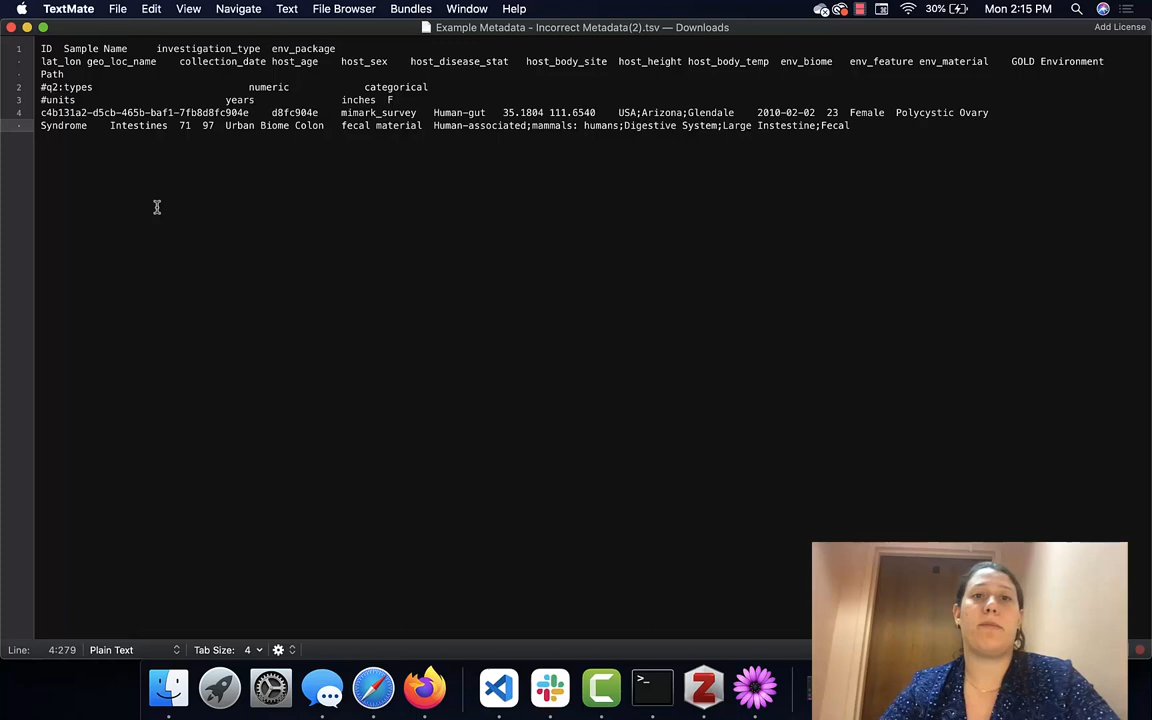 TextMate File Edit View Navigate Text File Browser Bundles Window Help 30% Mon 2:15 PM
Example Metadata - Incorrect Metadata(2).tsv — Downloads Add License
1 ID Sample Name investigation_type env_package
lat_lon geo_loc_name collection_date host_age host_sex host_disease_stat host_body_site host_height host_body_temp env_biome env_feature env_material GOLD Environment
Path
2 #q2:types numeric categorical
3 #units years inches F
4 c4b131a2-d5cb-465b-baf1-7fb8d8fc904e d8fc904e mimark_survey Human-gut 35.1804 111.6540 USA;Arizona;Glendale 2010-02-02 23 Female Polycystic Ovary
Syndrome Intestines 71 97 Urban Biome Colon fecal material Human-associated;mammals: humans;Digestive System;Large Instestine;Fecal
Line: 4:279 Plain Text Tab Size: 4